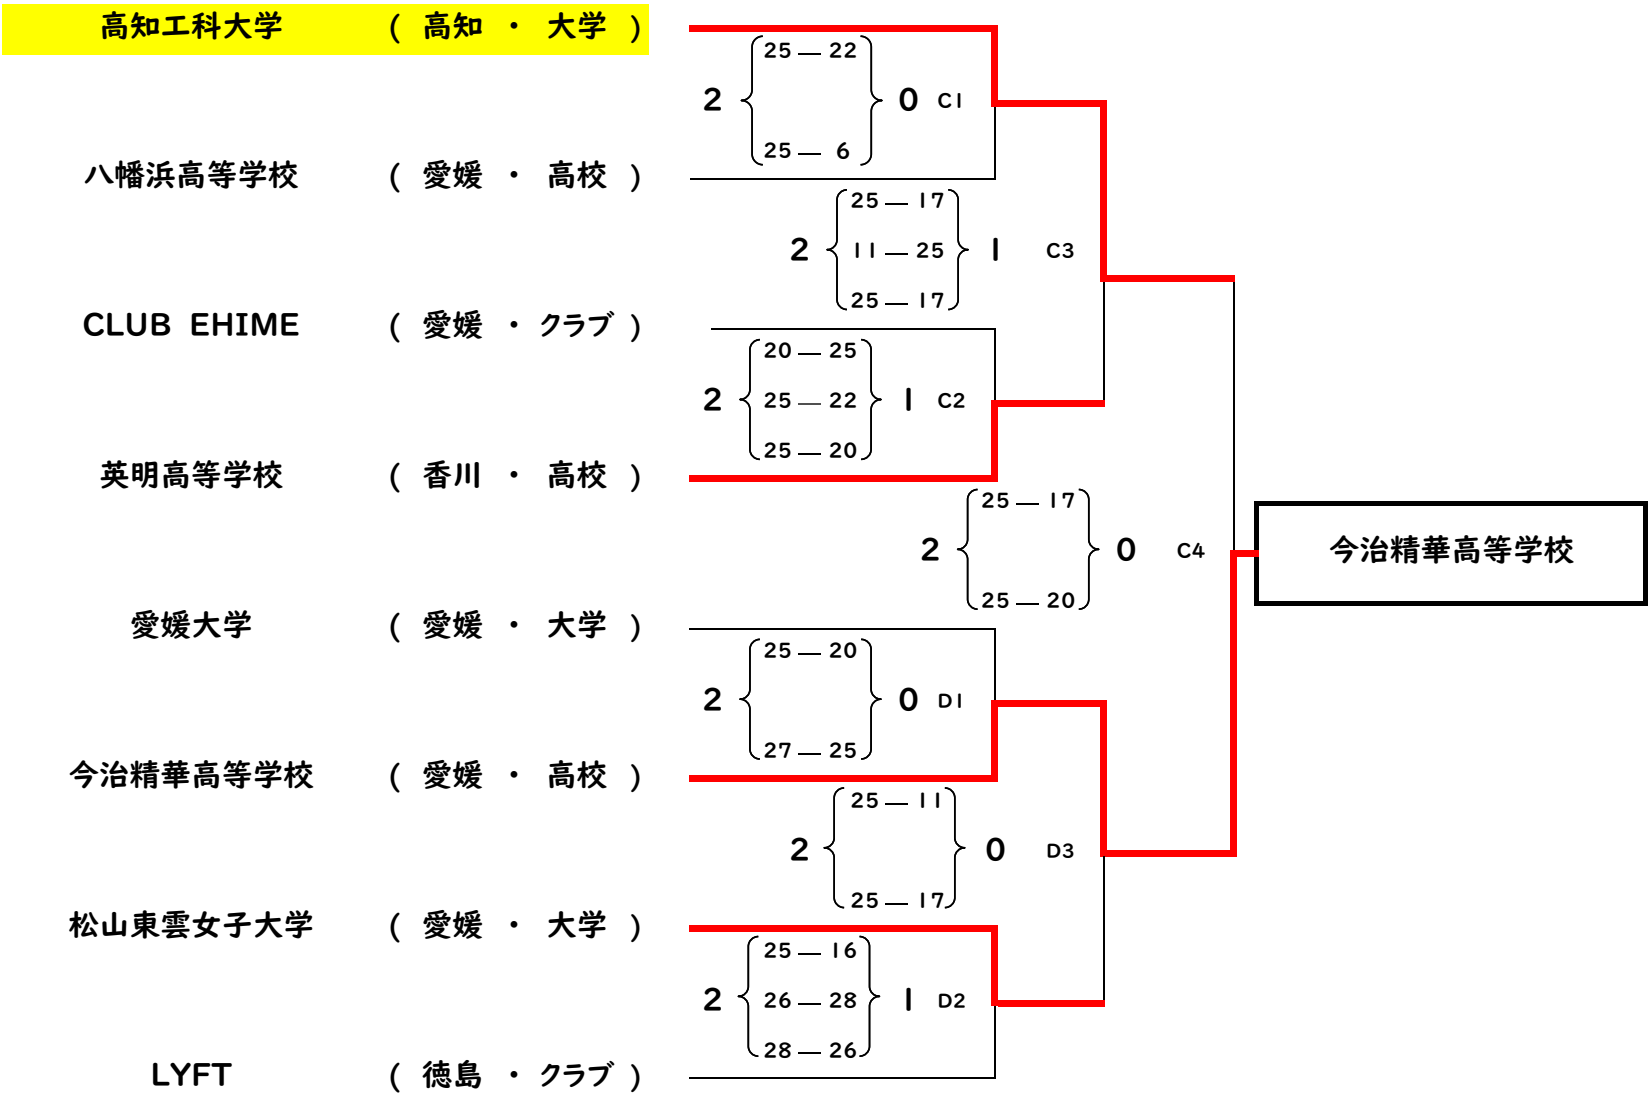 高知工科大学 ( 高知 ・ 大学 )
25 — 22
2 0 C1
25 — 6
八幡浜高等学校 ( 愛媛 ・ 高校 )
25 — 17
2 11 — 25 1 C3
25 — 17
CLUB EHIME ( 愛媛 ・ クラブ )
20 — 25
2 25 — 22 1 C2
25 — 20
英明高等学校 ( 香川 ・ 高校 )
25 — 17
2 0 C4 今治精華高等学校
25 — 20
愛媛大学 ( 愛媛 ・ 大学 )
25 — 20
2 0 D1
27 — 25
今治精華高等学校 ( 愛媛 ・ 高校 )
25 — 11
2 0 D3
25 — 17
松山東雲女子大学 ( 愛媛 ・ 大学 )
25 — 16
2 26 — 28 1 D2
28 — 26
LYFT ( 徳島 ・ クラブ )